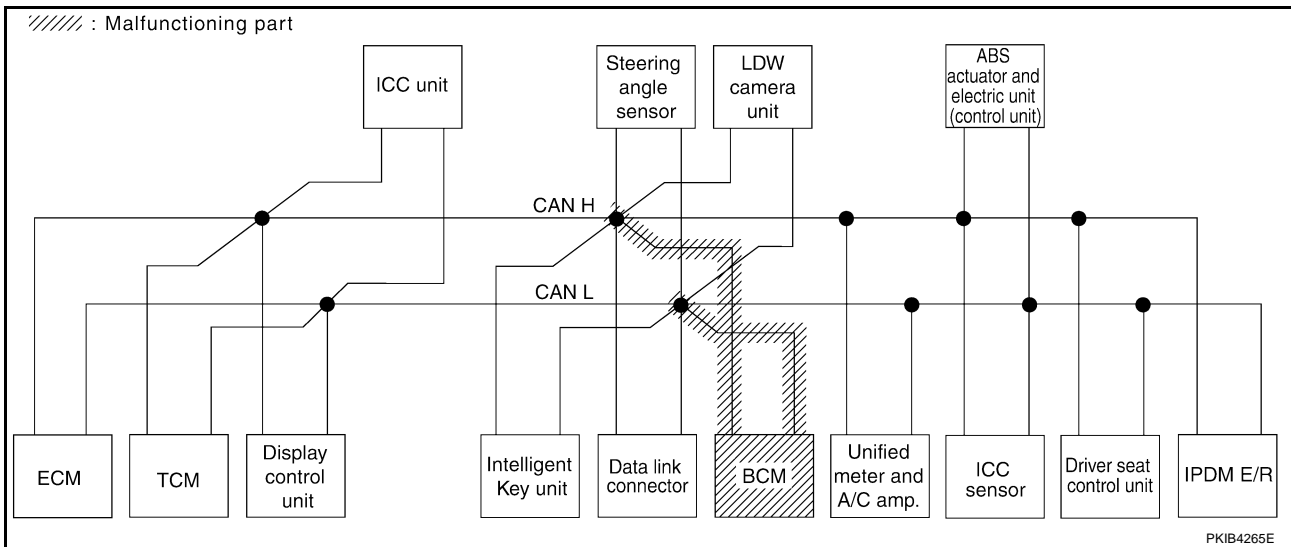 : Malfunctioning part
ICC unit
Steering
angle
sensor
LDW
camera
unit
ABS
actuator and
electric unit
(control unit)
CAN H
CAN L
ECM
TCM
Display
control
unit
Intelligent
Key unit
Data link
connector
BCM
Unified
meter and
A/C amp.
ICC
sensor
Driver seat
control unit
IPDM E/R
PKIB4265E